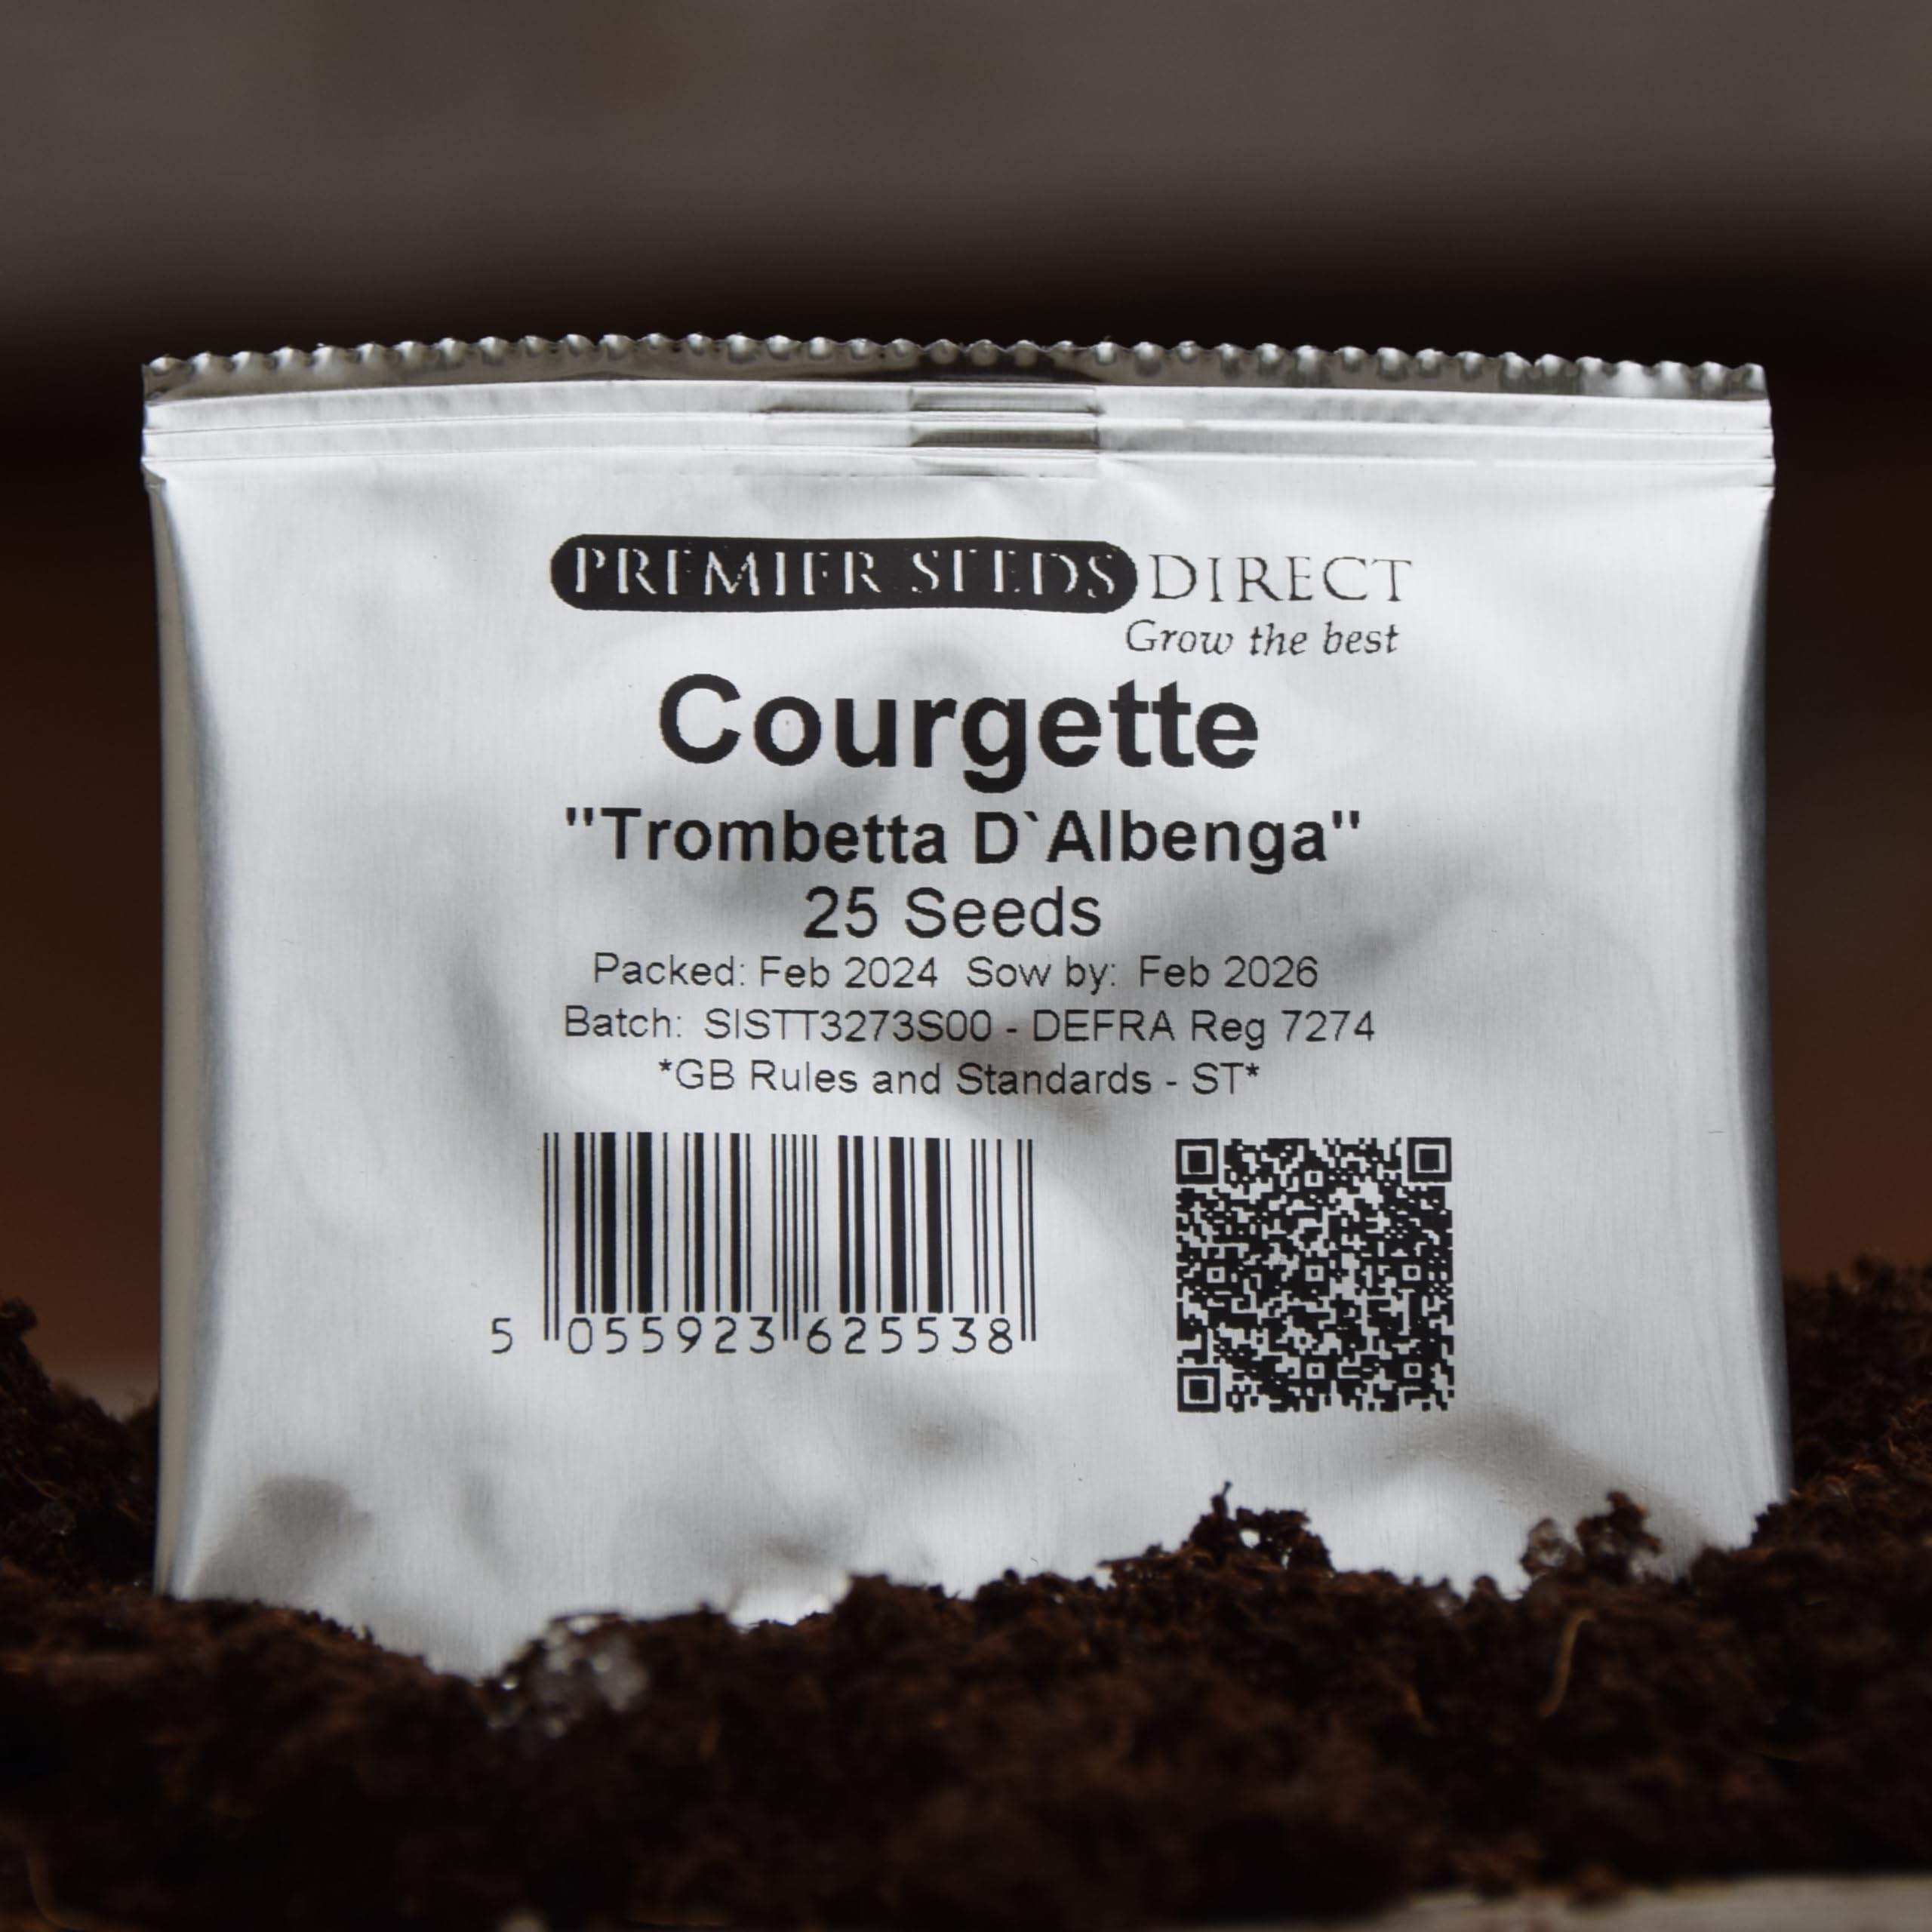 PREMIER SEEDS DIRECT
Grow the best
Courgette
"Trombetta D`Albenga"
25 Seeds
Packed: Feb 2024 Sow by: Feb 2026
Batch: SISTT3273S00 - DEFRA Reg 7274
*GB Rules and Standards - ST*
5 055923 625538